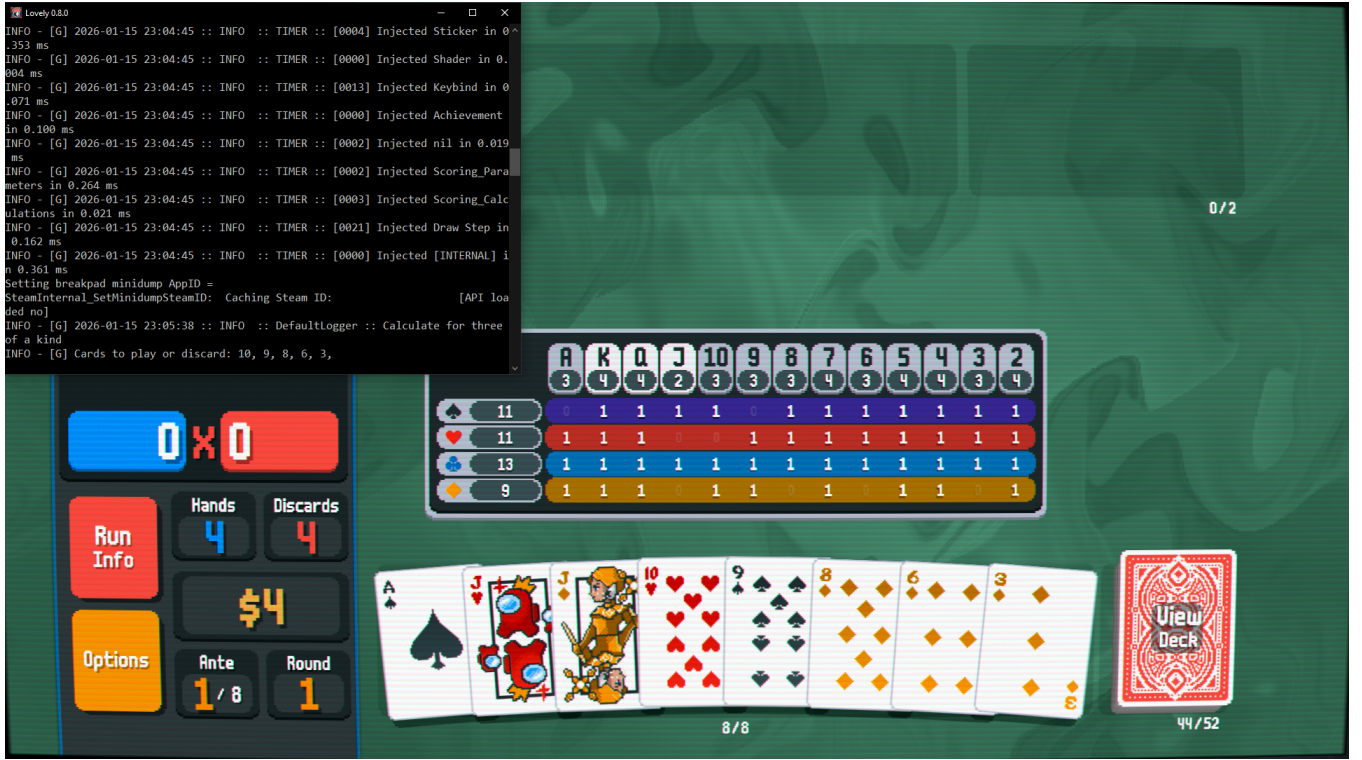 Lovely 0.8.0
INFO - [G] 2026-01-15 23:04:45 :: INFO  :: TIMER :: [0004] Injected Sticker in 0
.353 ms
INFO - [G] 2026-01-15 23:04:45 :: INFO  :: TIMER :: [0000] Injected Shader in 0.
004 ms
INFO - [G] 2026-01-15 23:04:45 :: INFO  :: TIMER :: [0013] Injected Keybind in 0
.071 ms
INFO - [G] 2026-01-15 23:04:45 :: INFO  :: TIMER :: [0000] Injected Achievement
in 0.100 ms
INFO - [G] 2026-01-15 23:04:45 :: INFO  :: TIMER :: [0002] Injected nil in 0.019
ms
INFO - [G] 2026-01-15 23:04:45 :: INFO  :: TIMER :: [0002] Injected Scoring_Para
meters in 0.264 ms
INFO - [G] 2026-01-15 23:04:45 :: INFO  :: TIMER :: [0003] Injected Scoring_Calc
ulations in 0.021 ms
INFO - [G] 2026-01-15 23:04:45 :: INFO  :: TIMER :: [0021] Injected Draw Step in
0.162 ms
INFO - [G] 2026-01-15 23:04:45 :: INFO  :: TIMER :: [0000] Injected [INTERNAL] i
n 0.361 ms
Setting breakpad minidump AppID =
SteamInternal_SetMinidumpSteamID:  Caching Steam ID:  [API loa
ded no]
INFO - [G] 2026-01-15 23:05:38 :: INFO  :: DefaultLogger :: Calculate for three
of a kind
INFO - [G] Cards to play or discard: 10, 9, 8, 6, 3,
0/2
A K Q J 10 9 8 7 6 5 4 3 2
3 4 4 2 3 3 3 4 3 4 4 3 4
11 0 1 1 1 1 0 1 1 1 1 1 1 1
11 1 1 1 0 0 1 1 1 1 1 1 1 1
13 1 1 1 1 1 1 1 1 1 1 1 1 1
9 1 1 1 0 1 1 0 1 0 1 1 0 1
0 X 0
Run
Info
Hands
4
Discards
4
$4
Options
Ante
1 / 8
Round
1
A
J
J
10
9
8
6
3
3
8/8
View
Deck
44/52